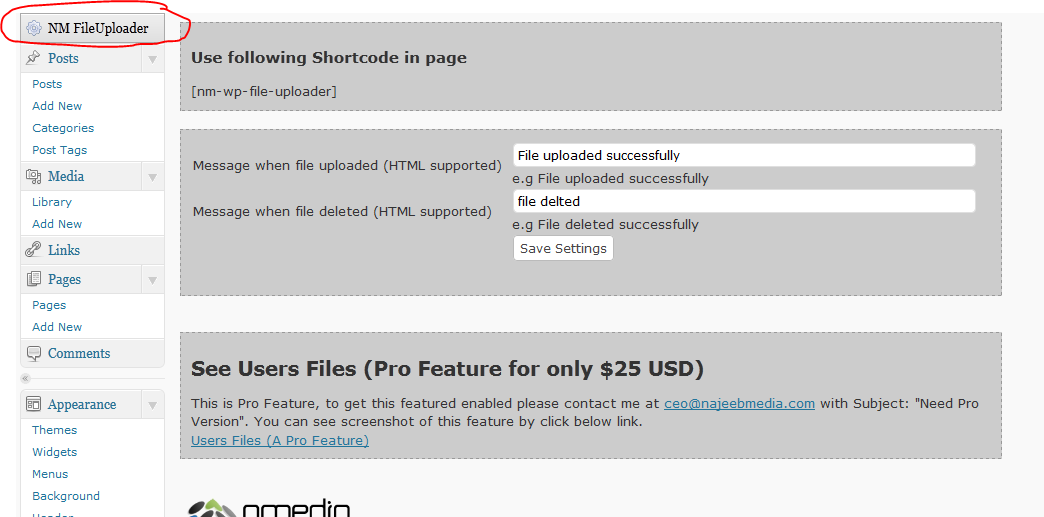 NM FileUploader
Posts
Posts
Add New
Categories
Post Tags
Media
Library
Add New
Links
Pages
Pages
Add New
Comments
Appearance
Themes
Widgets
Menus
Background
Header
Use following Shortcode in page
[nm-wp-file-uploader]
Message when file uploaded (HTML supported)
File uploaded successfully
e.g File uploaded successfully
Message when file deleted (HTML supported)
file delted
e.g File deleted successfully
Save Settings
See Users Files (Pro Feature for only $25 USD)
This is Pro Feature, to get this featured enabled please contact me at ceo@najeebmedia.com with Subject: "Need Pro
Version". You can see screenshot of this feature by click below link.
Users Files (A Pro Feature)